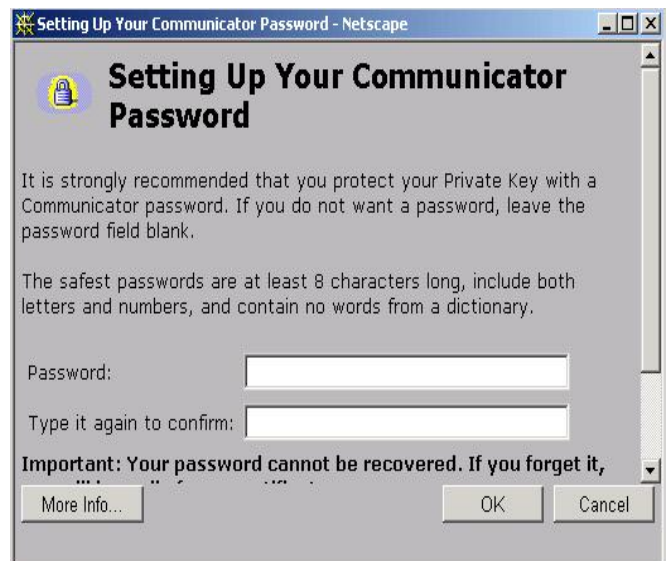 Setting Up Your Communicator Password - Netscape
Setting Up Your Communicator
Password
It is strongly recommended that you protect your Private Key with a
Communicator password. If you do not want a password, leave the
password field blank.
The safest passwords are at least 8 characters long, include both
letters and numbers, and contain no words from a dictionary.
Password:
Type it again to confirm:
Important: Your password cannot be recovered. If you forget it,
More Info...
OK
Cancel